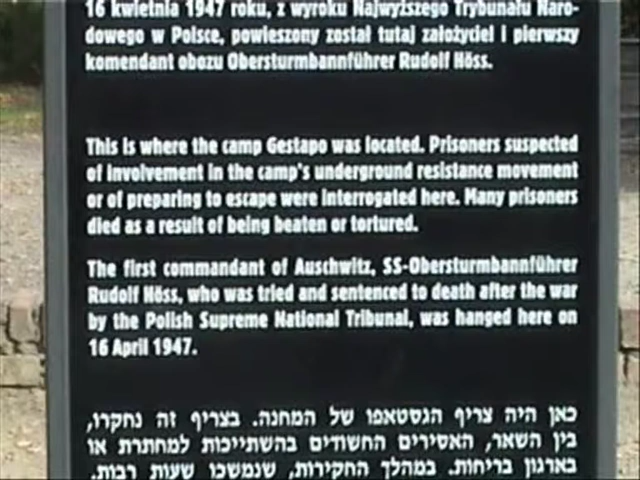 16 kwietnia 1947 roku, z wyroku Najwyższego Trybunału Naro-
dowego w Polsce, powieszony został tutaj założyciel i pierwszy
komendant obozu Obersturmbannführer Rudolf Höss.
This is where the camp Gestapo was located. Prisoners suspected
of involvement in the camp's underground resistance movement
or of preparing to escape were interrogated here. Many prisoners
died as a result of being beaten or tortured.
The first commandant of Auschwitz, SS-Obersturmbannführer
Rudolf Höss, who was tried and sentenced to death after the war
by the Polish Supreme National Tribunal, was hanged here on
16 April 1947.
כאן היה צריף הגסטאפו של המחנה. בצריף זה נחקרו,
בין השאר, האסירים החשודים בהשתייכות למחתרת או
בארגון בריחות. במהלך החקירות, שנמשכו שעות רבות,